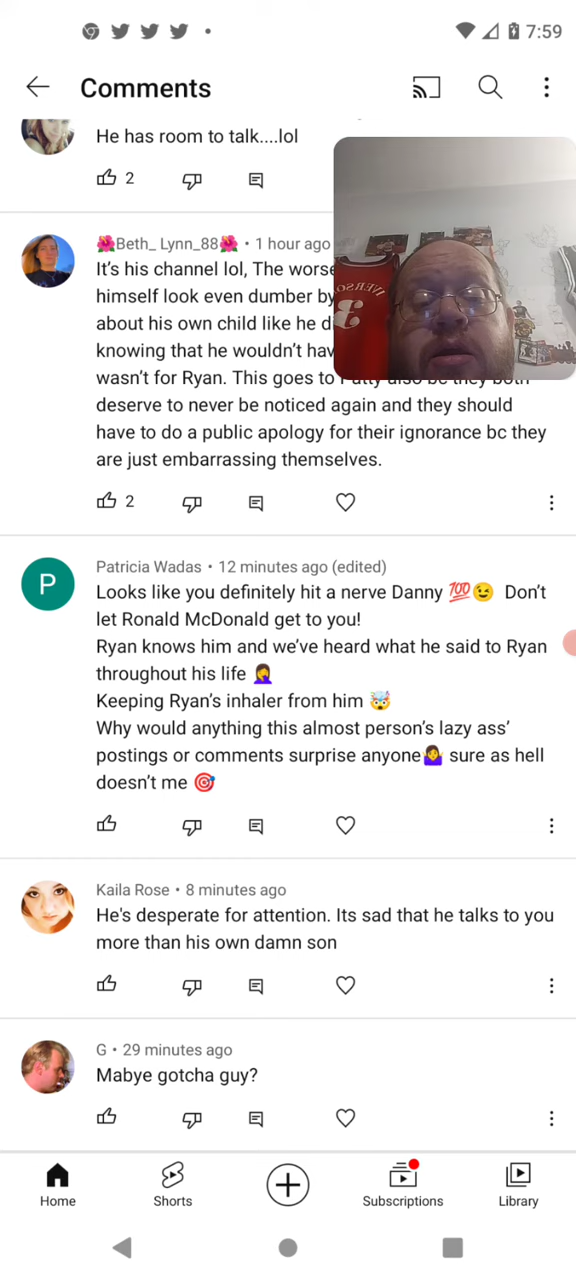 7:59
Comments
He has room to talk....lol
2
🌺Beth_ Lynn_88🌺 • 1 hour ago
It's his channel lol, The worse
himself look even dumber by
about his own child like he
knowing that he wouldn't
wasn't for Ryan. This goes to
deserve to never be noticed again and they should
have to do a public apology for their ignorance bc they
are just embarrassing themselves.
2
P
Patricia Wadas • 12 minutes ago (edited)
Looks like you definitely hit a nerve Danny 💯😉 Don't
let Ronald McDonald get to you!
Ryan knows him and we've heard what he said to Ryan
throughout his life 🤦‍♀️
Keeping Ryan's inhaler from him 🤯
Why would anything this almost person's lazy ass'
postings or comments surprise anyone🤷‍♀️ sure as hell
doesn't me 🎯
Kaila Rose • 8 minutes ago
He's desperate for attention. Its sad that he talks to you
more than his own damn son
G • 29 minutes ago
Mabye gotcha guy?
Home
Shorts
Subscriptions
Library